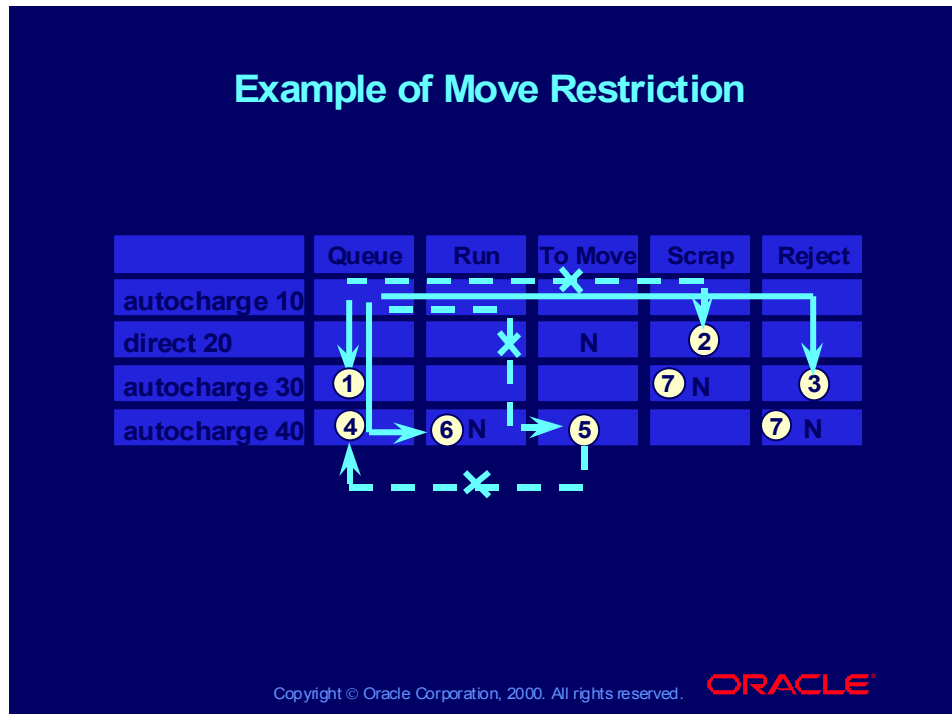 Example of Move Restriction
Queue Run To Move Scrap Reject
autocharge 10
direct 20 N 2
autocharge 30 1 7 N 3
autocharge 40 4 6 N 5 7 N
Copyright © Oracle Corporation, 2000. All rights reserved. ORACLE®